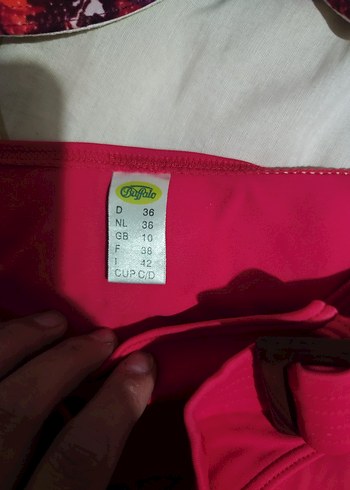 Buffalo
D 36
NL 36
GB 10
F 38
I 42
CUP C/D